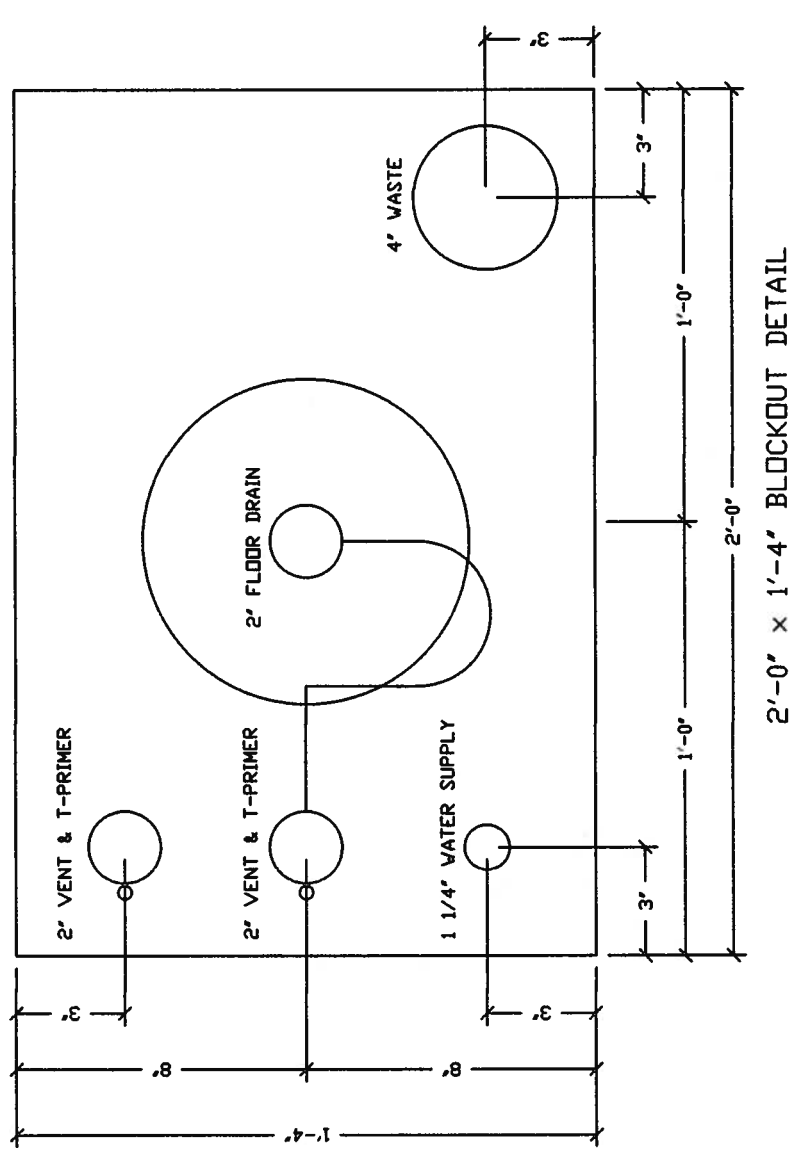 2" VENT & T-PRIMER
2" VENT & T-PRIMER
1 1/4" WATER SUPPLY
2" FLOOR DRAIN
4" WASTE
3"
8"
8"
1'-4"
3"
3"
3"
3"
1'-0"
1'-0"
2'-0"
2'-0" × 1'-4" BLOCKOUT DETAIL